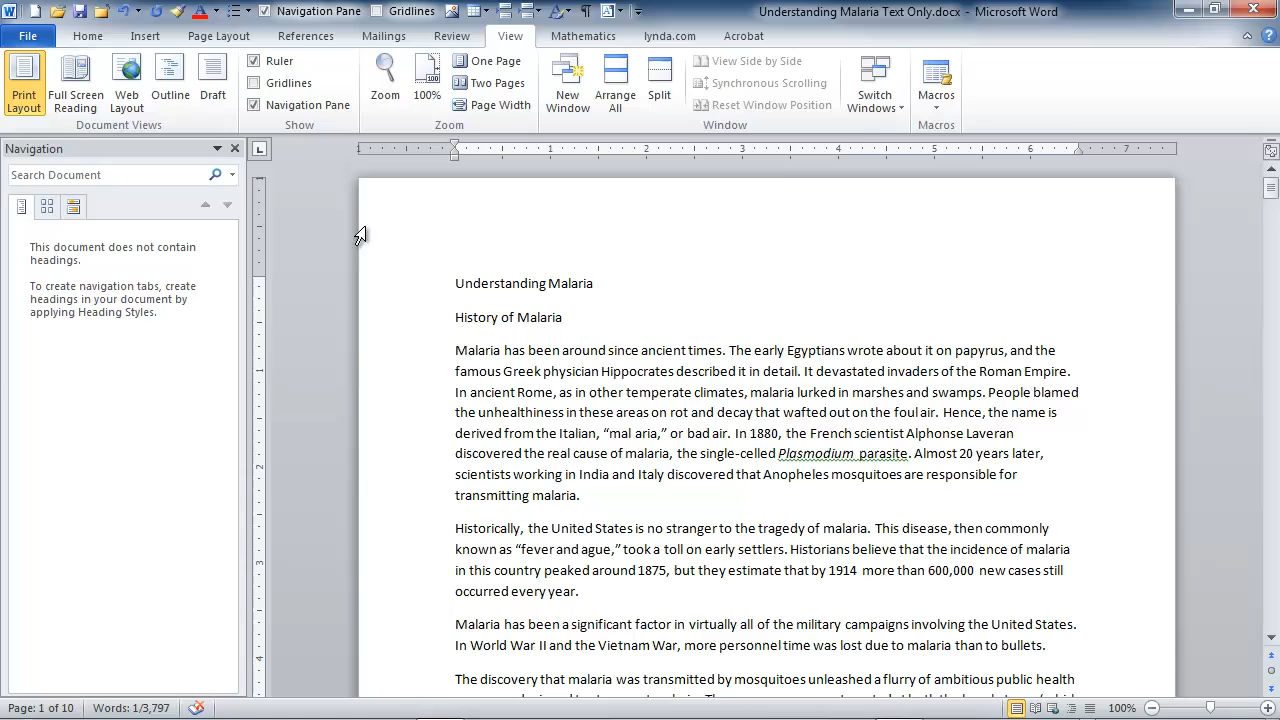 Navigation Pane Gridlines
Understanding Malaria Text Only.docx - Microsoft Word
File Home Insert Page Layout References Mailings Review View Mathematics lynda.com Acrobat
Print Layout
Full Screen Reading
Web Layout
Outline
Draft
Document Views
Ruler
Gridlines
Navigation Pane
Show
Zoom
100%
One Page
Two Pages
Page Width
Zoom
New Window
Arrange All
Split
View Side by Side
Synchronous Scrolling
Reset Window Position
Switch Windows
Window
Macros
Macros
Navigation
Search Document
This document does not contain
headings.
To create navigation tabs, create
headings in your document by
applying Heading Styles.
1 1 2 3 4 5 6 7
1
2
3
4
Understanding Malaria
History of Malaria
Malaria has been around since ancient times. The early Egyptians wrote about it on papyrus, and the
famous Greek physician Hippocrates described it in detail. It devastated invaders of the Roman Empire.
In ancient Rome, as in other temperate climates, malaria lurked in marshes and swamps. People blamed
the unhealthiness in these areas on rot and decay that wafted out on the foul air. Hence, the name is
derived from the Italian, “mal aria,” or bad air. In 1880, the French scientist Alphonse Laveran
discovered the real cause of malaria, the single-celled Plasmodium parasite. Almost 20 years later,
scientists working in India and Italy discovered that Anopheles mosquitoes are responsible for
transmitting malaria.
Historically, the United States is no stranger to the tragedy of malaria. This disease, then commonly
known as “fever and ague,” took a toll on early settlers. Historians believe that the incidence of malaria
in this country peaked around 1875, but they estimate that by 1914 more than 600,000 new cases still
occurred every year.
Malaria has been a significant factor in virtually all of the military campaigns involving the United States.
In World War II and the Vietnam War, more personnel time was lost due to malaria than to bullets.
The discovery that malaria was transmitted by mosquitoes unleashed a flurry of ambitious public health
Page: 1 of 10 Words: 1/3,797 100%